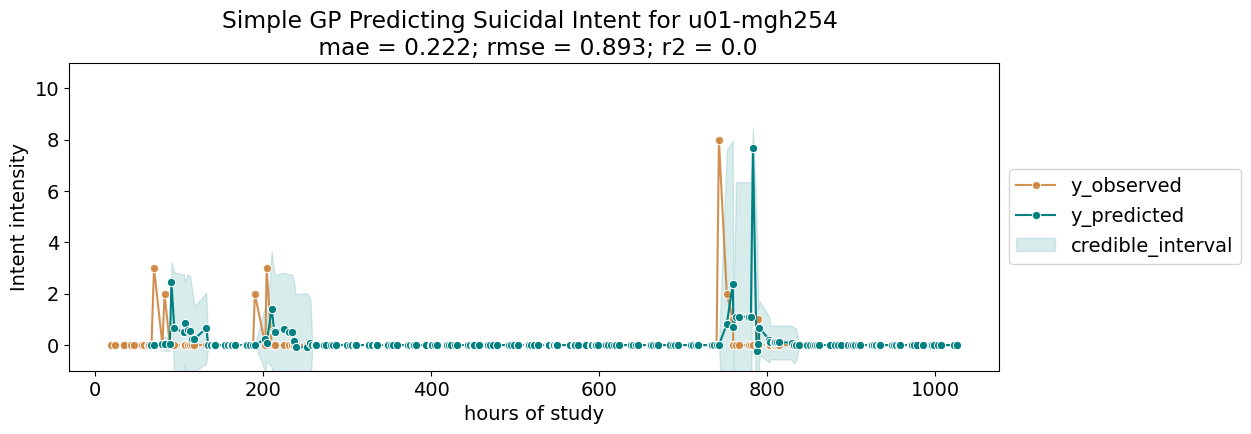 Simple GP Predicting Suicidal Intent for u01-mgh254
mae = 0.222; rmse = 0.893; r2 = 0.0
10
8
6
4
2
0
Intent intensity
0 200 400 600 800 1000
hours of study
y_observed
y_predicted
credible_interval